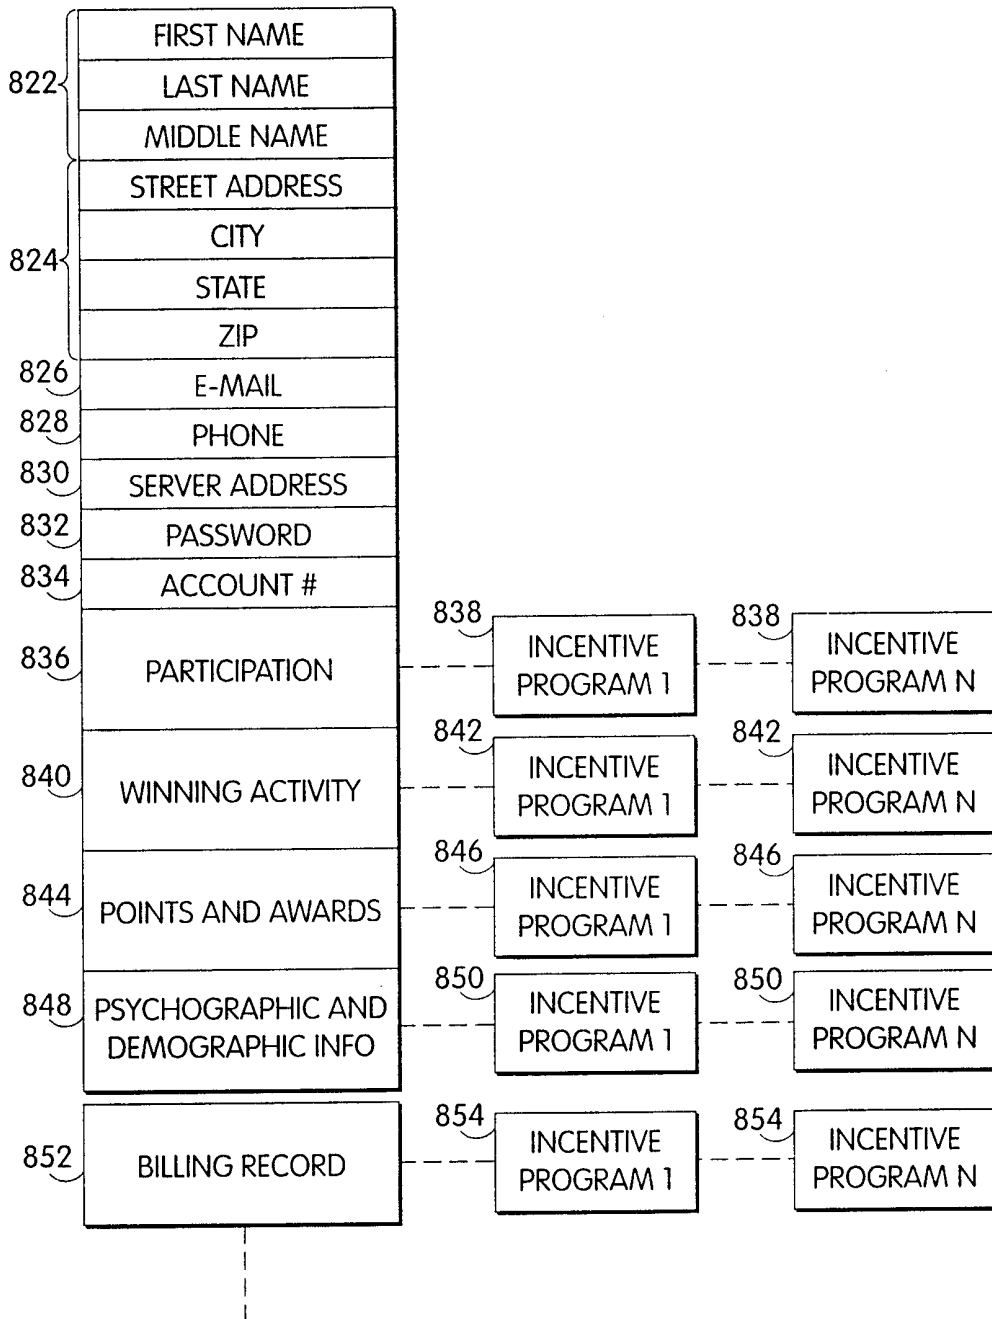 FIRST NAME
822
LAST NAME
MIDDLE NAME
STREET ADDRESS
CITY
824
STATE
ZIP
826
E-MAIL
828
PHONE
830
SERVER ADDRESS
832
PASSWORD
834
ACCOUNT #
836
PARTICIPATION
838
INCENTIVE
PROGRAM 1
838
INCENTIVE
PROGRAM N
840
WINNING ACTIVITY
842
INCENTIVE
PROGRAM 1
842
INCENTIVE
PROGRAM N
844
POINTS AND AWARDS
846
INCENTIVE
PROGRAM 1
846
INCENTIVE
PROGRAM N
848
PSYCHOGRAPHIC AND
DEMOGRAPHIC INFO
850
INCENTIVE
PROGRAM 1
850
INCENTIVE
PROGRAM N
852
BILLING RECORD
854
INCENTIVE
PROGRAM 1
854
INCENTIVE
PROGRAM N